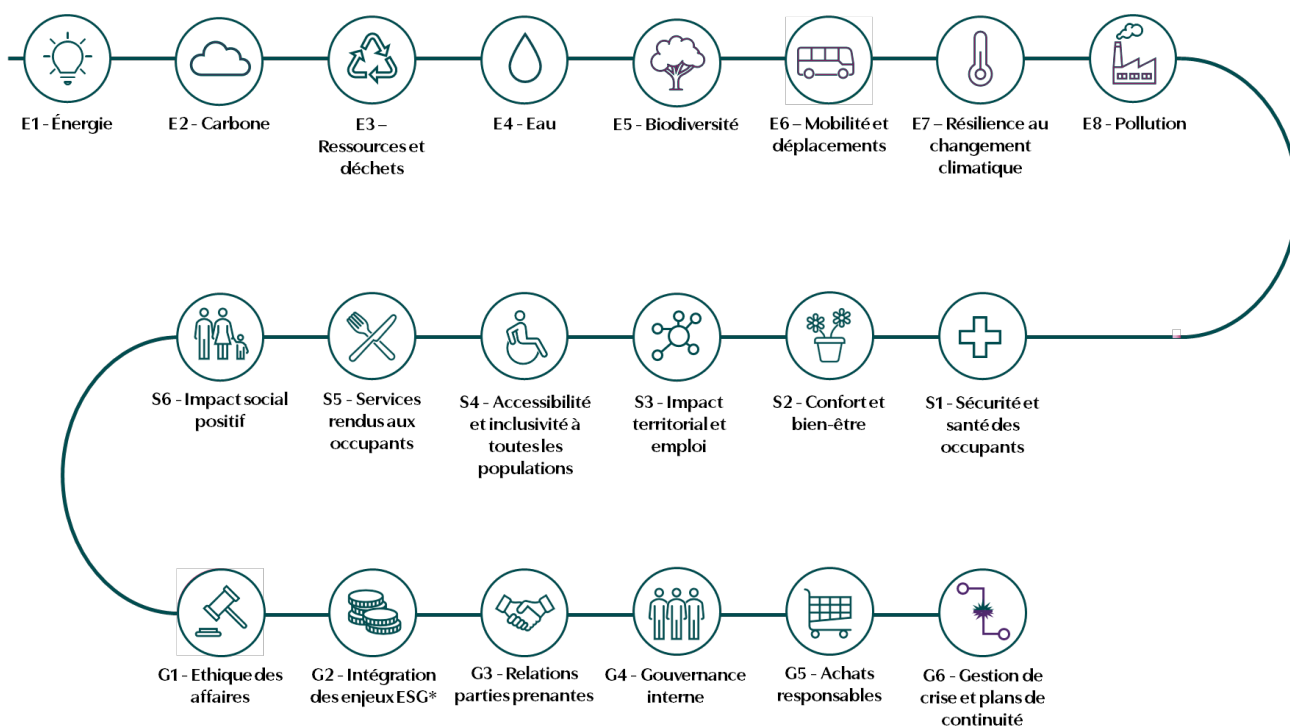 E1 - Énergie
E2 - Carbone
E3 –
Ressources et
déchets
E4 - Eau
E5 - Biodiversité
E6 – Mobilité et
déplacements
E7 – Résilience au
changement
climatique
E8 - Pollution
S6 - Impact social
positif
S5 - Services
rendus aux
occupants
S4 - Accessibilité
et inclusivité à
toutes les
populations
S3 - Impact
territorial et
emploi
S2 - Confort et
bien-être
S1 - Sécurité et
santé des
occupants
G1 - Ethique des
affaires
G2 - Intégration
des enjeux ESG*
G3 - Relations
parties prenantes
G4 - Gouvernance
interne
G5 - Achats
responsables
G6 - Gestion de
crise et plans de
continuité